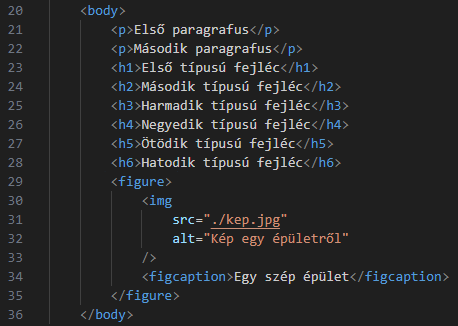 20 <body>
21 <p>Első paragrafus</p>
22 <p>Második paragrafus</p>
23 <h1>Első típusú fejléc</h1>
24 <h2>Második típusú fejléc</h2>
25 <h3>Harmadik típusú fejléc</h3>
26 <h4>Negyedik típusú fejléc</h4>
27 <h5>Ötödik típusú fejléc</h5>
28 <h6>Hatodik típusú fejléc</h6>
29 <figure>
30 <img
31 src="./kep.jpg"
32 alt="Kép egy épületről"
33 />
34 <figcaption>Egy szép épület</figcaption>
35 </figure>
36 </body>